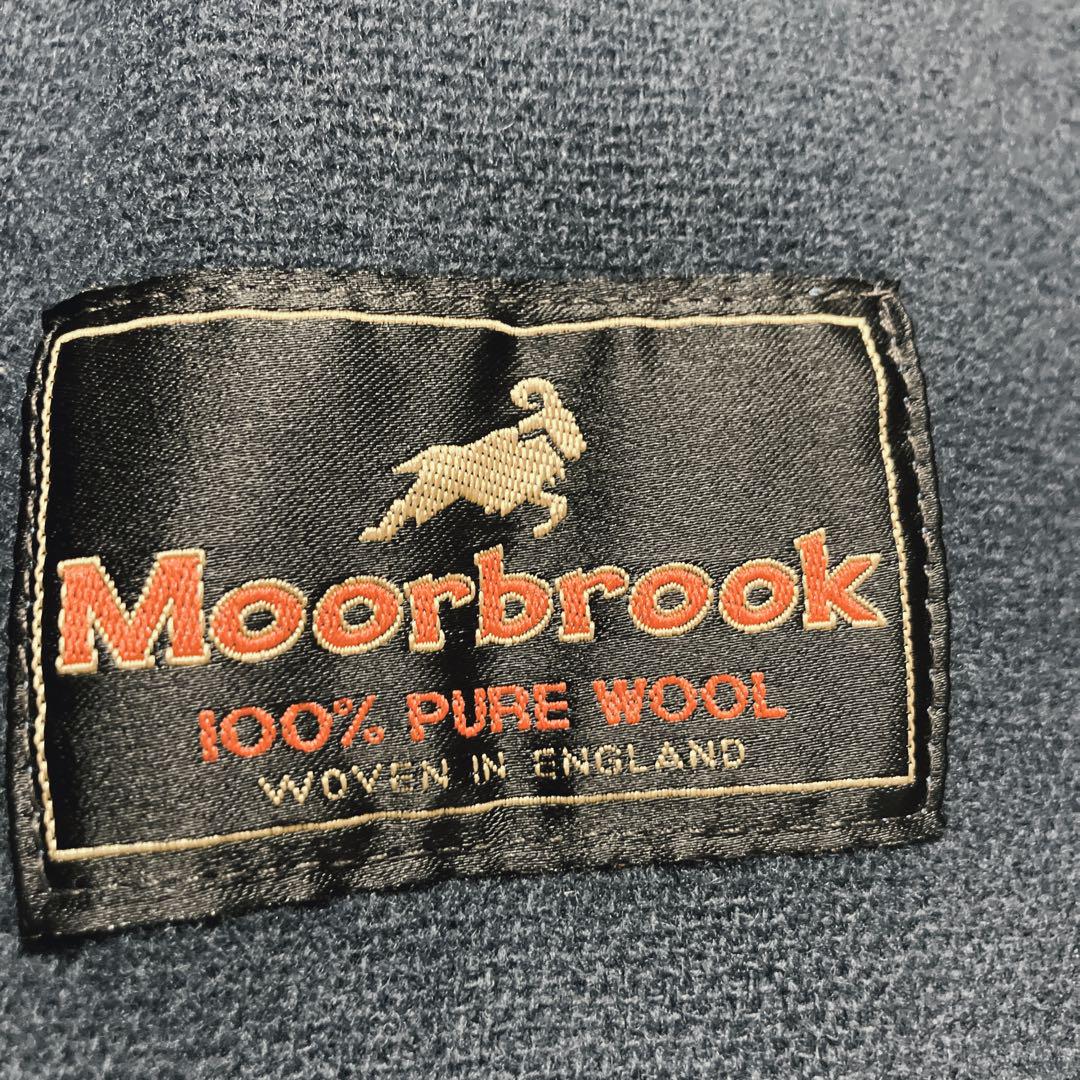 Moorbrook
100% PURE WOOL
WOVEN IN ENGLAND